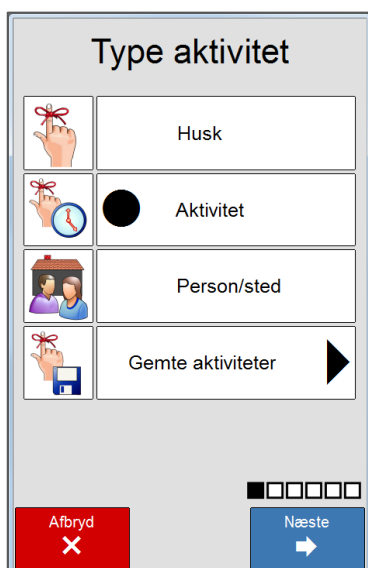 Type aktivitet
Husk
Aktivitet
Person/sted
Gemte aktiviteter
Afbryd
Næste